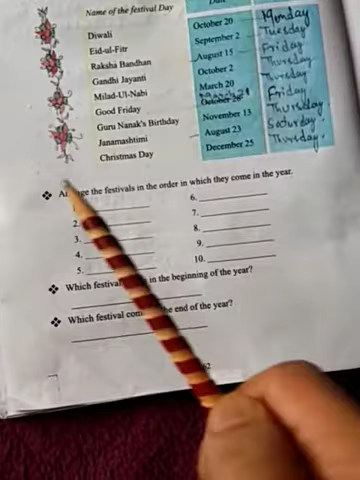 Name of the festival Day Date
Diwali October 20 Monday
Eid-ul-Fitr September 2 Tuesday
Raksha Bandhan August 15 Friday
Gandhi Jayanti October 2 Thursday
Milad-Ul-Nabi March 20 Thursday
Good Friday October 26 Friday
Guru Nanak's Birthday November 13 Thursday
Janamashtimi August 23 Saturday,
Christmas Day December 25 Thursday,
❖ the festivals in the order in which they come in the year.
6.
2. 7.
3. 8.
4. 9.
5. 10.
❖ Which festival in the beginning of the year?
❖ Which festival end of the year?